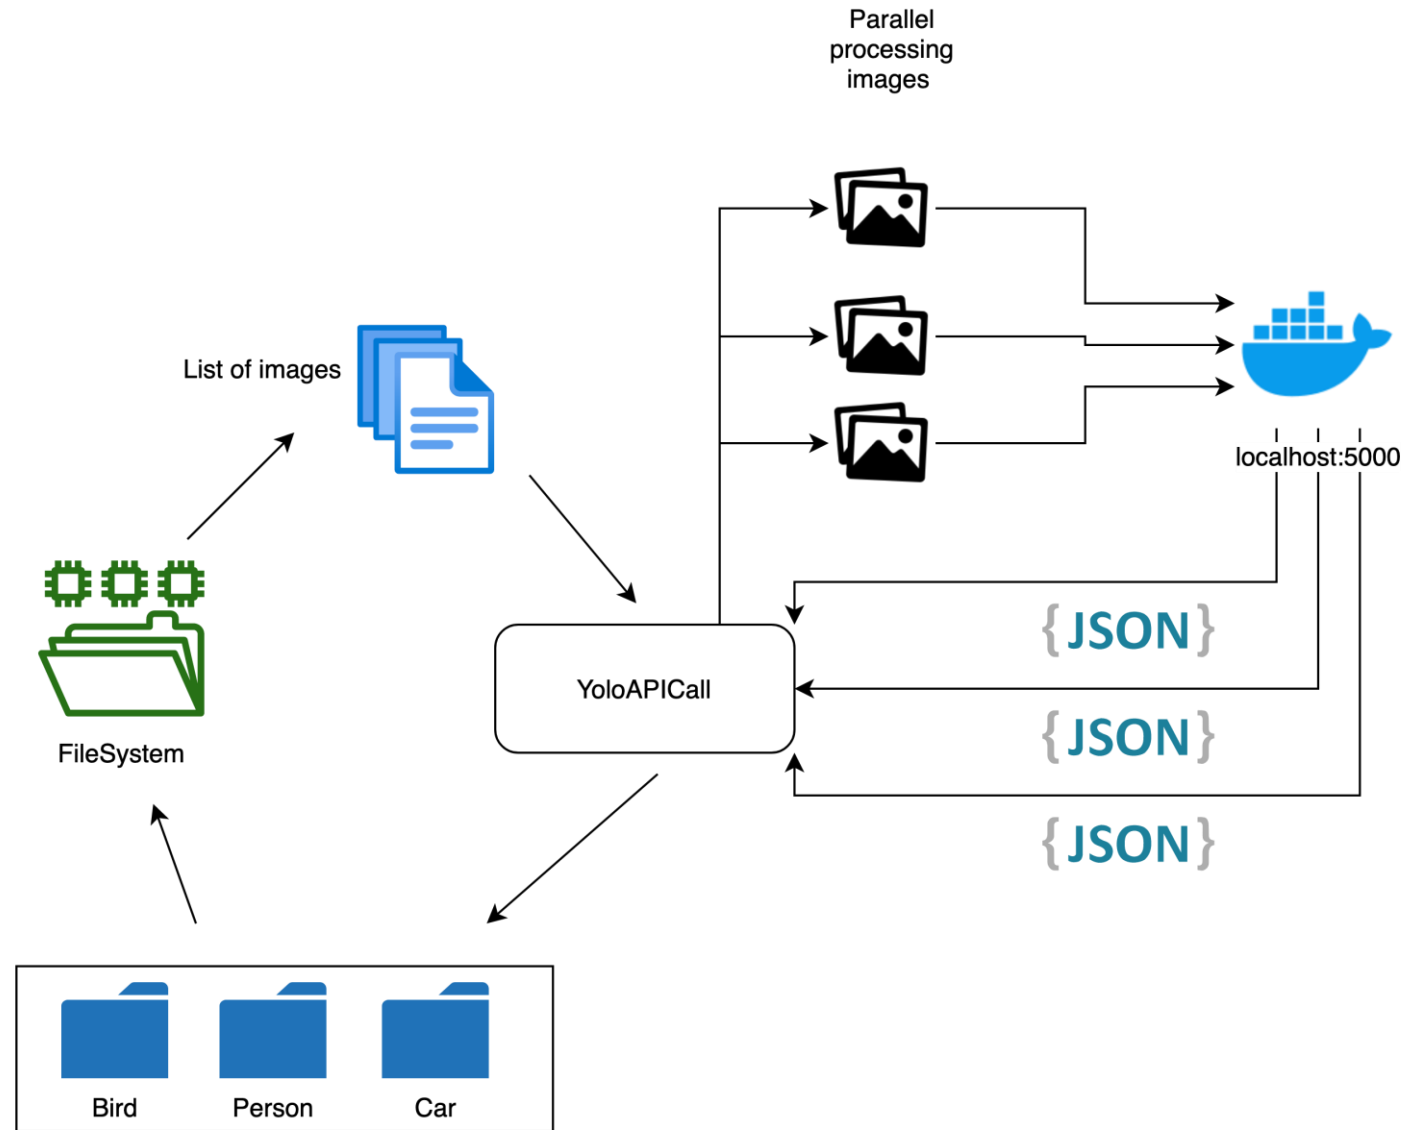 Parallel
processing
images
List of images
localhost:5000
{JSON}
YoloAPICall
{JSON}
FileSystem
{JSON}
Bird
Person
Car